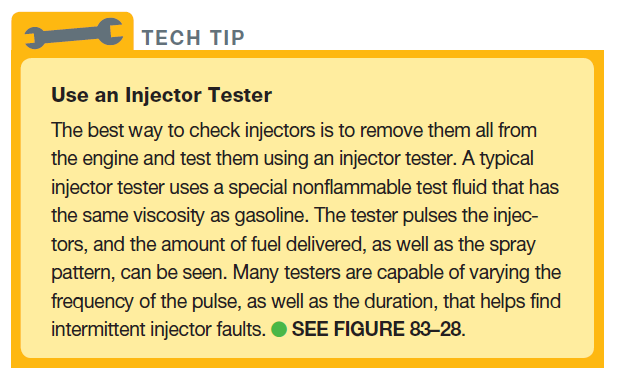 TECH TIP
Use an Injector Tester
The best way to check injectors is to remove them all from
the engine and test them using an injector tester. A typical
injector tester uses a special nonflammable test fluid that has
the same viscosity as gasoline. The tester pulses the injec-
tors, and the amount of fuel delivered, as well as the spray
pattern, can be seen. Many testers are capable of varying the
frequency of the pulse, as well as the duration, that helps find
intermittent injector faults. ● SEE FIGURE 83–28.